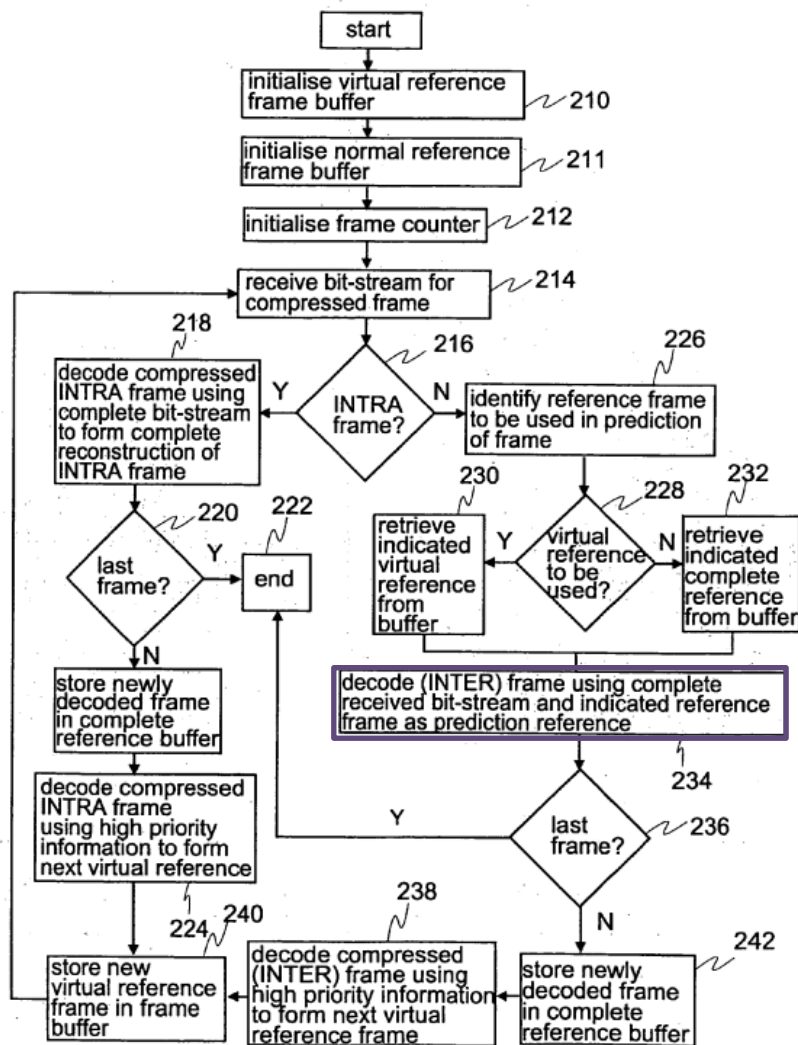 start
initialise virtual reference
frame buffer
210
initialise normal reference
frame buffer
211
initialise frame counter
212
receive bit-stream for
compressed frame
214
216
INTRA
frame?
Y
N
218
decode compressed
INTRA frame using
complete bit-stream
to form complete
reconstruction of
INTRA frame
226
identify reference frame
to be used in prediction
of frame
220
last
frame?
Y
N
222
end
228
virtual
reference
to be
used?
Y
N
230
retrieve
indicated
virtual
reference
from
buffer
232
retrieve
indicated
complete
reference
from buffer
store newly
decoded frame
in complete
reference buffer
decode (INTER) frame using complete
received bit-stream and indicated reference
frame as prediction reference
234
decode compressed
INTRA frame
using high priority
information to form
next virtual reference
224
last
frame?
236
Y
N
240
store new
virtual reference
frame in frame
buffer
238
decode compressed
(INTER) frame using
high priority information
to form next virtual
reference frame
242
store newly
decoded frame
in complete
reference buffer